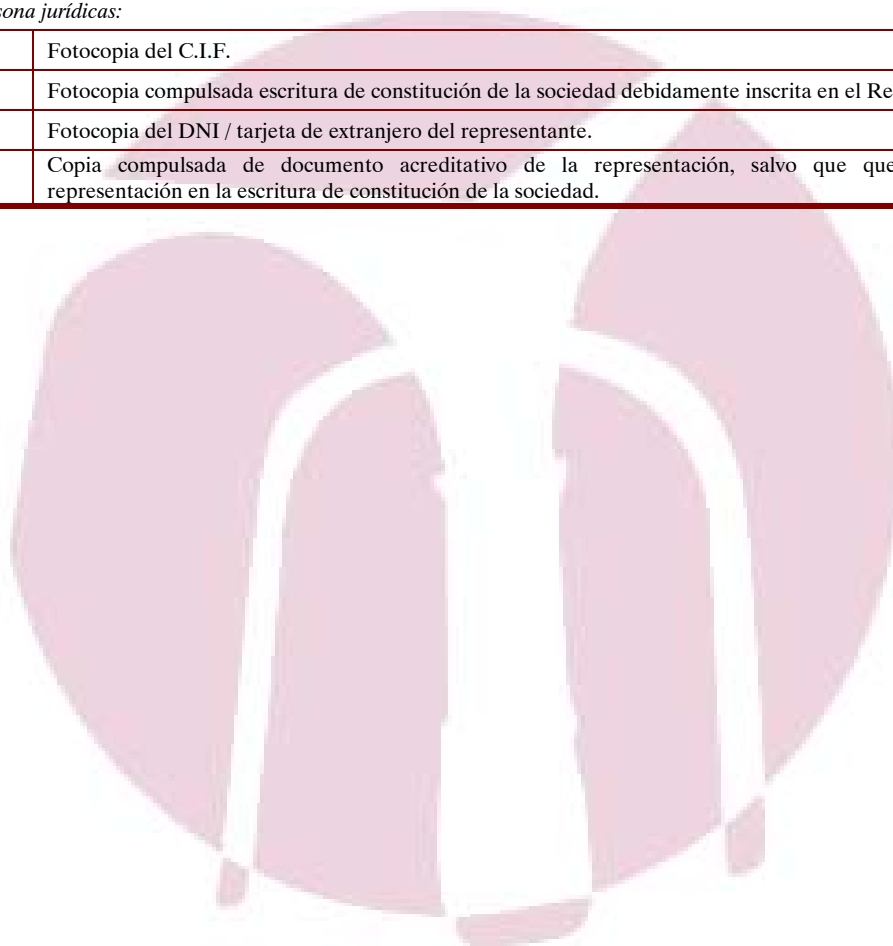 sona jurídicas:
Fotocopia del C.I.F.
Fotocopia compulsada escritura de constitución de la sociedad debidamente inscrita en el Re
Fotocopia del DNI / tarjeta de extranjero del representante.
Copia compulsada de documento acreditativo de la representación, salvo que que
representación en la escritura de constitución de la sociedad.